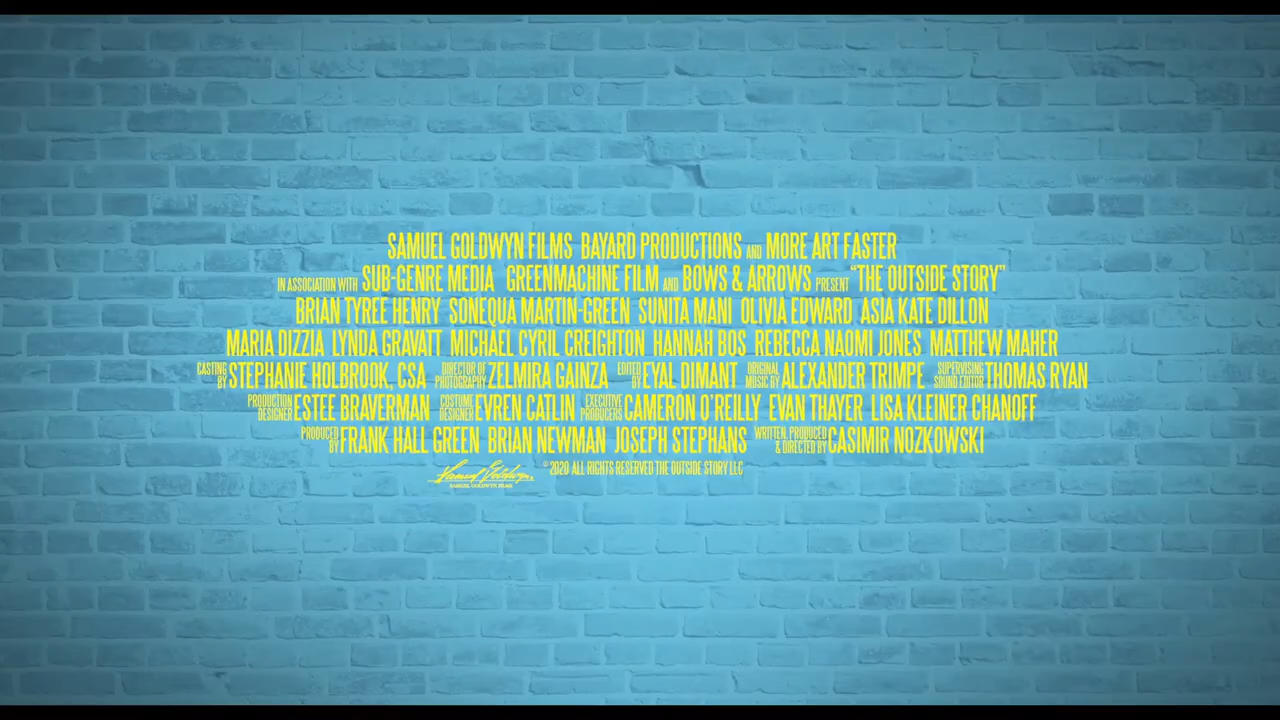 SAMUEL GOLDWYN FILMS BAYARD PRODUCTIONS AND MORE ART FASTER
IN ASSOCIATION WITH SUB-GENRE MEDIA GREENMACHINE FILM AND BOWS & ARROWS PRESENT "THE OUTSIDE STORY"
BRIAN TYREE HENRY SONEQUA MARTIN-GREEN SUNITA MANI OLIVIA EDWARD ASIA KATE DILLON
MARIA DIZZIA LYNDA GRAVATT MICHAEL CYRIL CREIGHTON HANNAH BOS REBECCA NAOMI JONES MATTHEW MAHER
CASTING BY STEPHANIE HOLBROOK, CSA DIRECTOR OF PHOTOGRAPHY ZELMIRA GAINZA EDITED BY EYAL DIMANT ORIGINAL MUSIC BY ALEXANDER TRIMPE SUPERVISING SOUND EDITOR THOMAS RYAN
PRODUCTION DESIGNER ESTEE BRAVERMAN COSTUME DESIGNER EVREN CATLIN EXECUTIVE PRODUCERS CAMERON O'REILLY EVAN THAYER LISA KLEINER CHANOFF
PRODUCED BY FRANK HALL GREEN BRIAN NEWMAN JOSEPH STEPHANS WRITTEN, PRODUCED & DIRECTED BY CASIMIR NOZKOWSKI
Samuel Goldwyn SAMUEL GOLDWYN FILMS © 2020 ALL RIGHTS RESERVED THE OUTSIDE STORY LLC